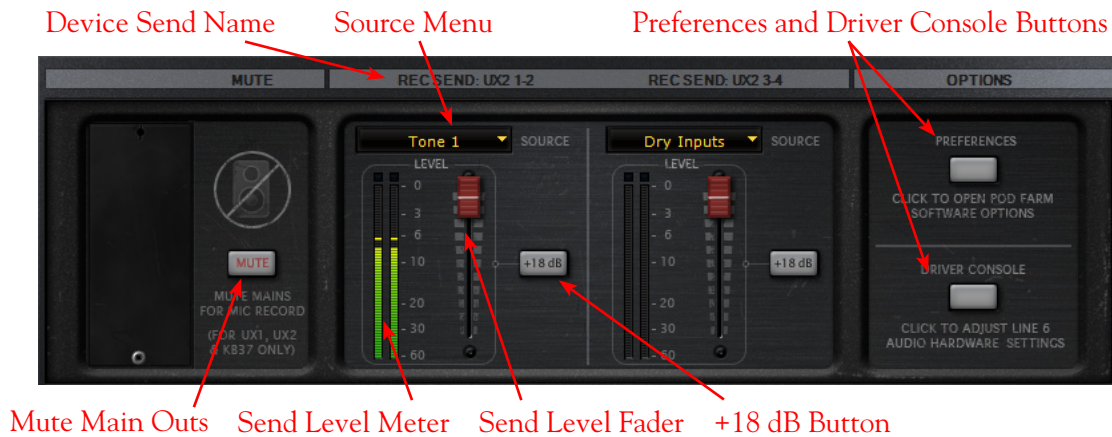 Device Send Name
Source Menu
Preferences and Driver Console Buttons
MUTE
REC SEND: UX2 1-2
REC SEND: UX2 3-4
OPTIONS
Tone 1
SOURCE
Dry Inputs
SOURCE
PREFERENCES
LEVEL
LEVEL
0
3
6
10
20
30
60
0
3
6
10
20
30
60
CLICK TO OPEN POD FARM
SOFTWARE OPTIONS
MUTE
+18 dB
+18 dB
DRIVER CONSOLE
MUTE MAINS
FOR MIC RECORD
(FOR UX1, UX2
& KB37 ONLY)
CLICK TO ADJUST LINE 6
AUDIO HARDWARE SETTINGS
Mute Main Outs
Send Level Meter
Send Level Fader
+18 dB Button